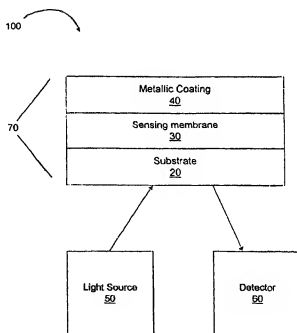 100
Metallic Coating
40
70
Sensing membrane
30
Substrate
20
Light Source
50
Detector
60